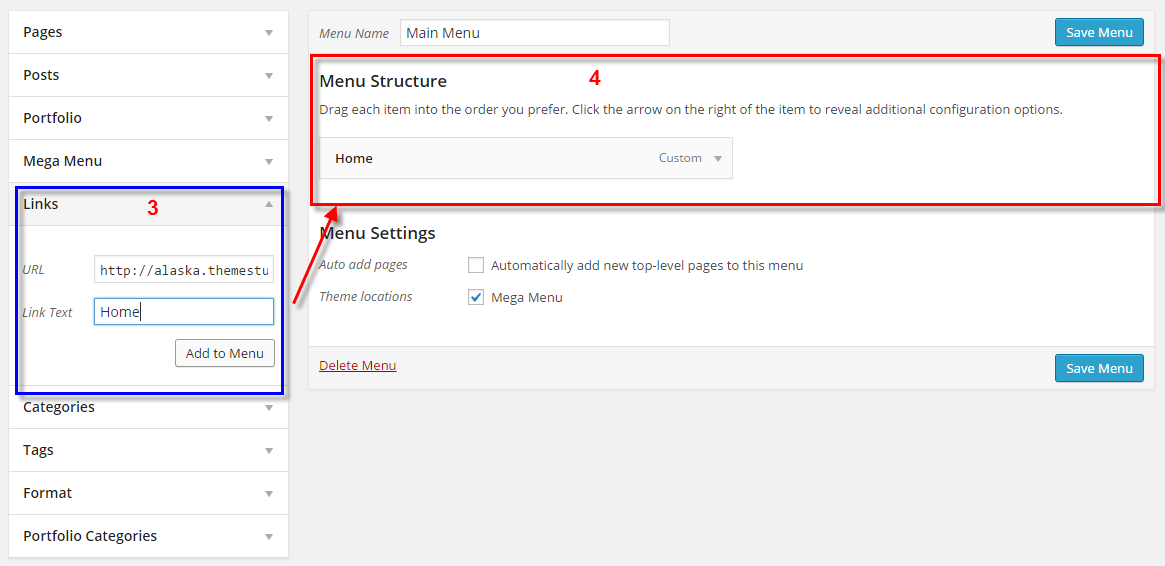 Pages
Posts
Portfolio
Mega Menu
Links
3
URL
http://alaska.themestu
Link Text
Home
Add to Menu
Categories
Tags
Format
Portfolio Categories
Menu Name
Main Menu
Save Menu
4
Menu Structure
Drag each item into the order you prefer. Click the arrow on the right of the item to reveal additional configuration options.
Home
Custom
Menu Settings
Auto add pages
Automatically add new top-level pages to this menu
Theme locations
Mega Menu
Delete Menu
Save Menu